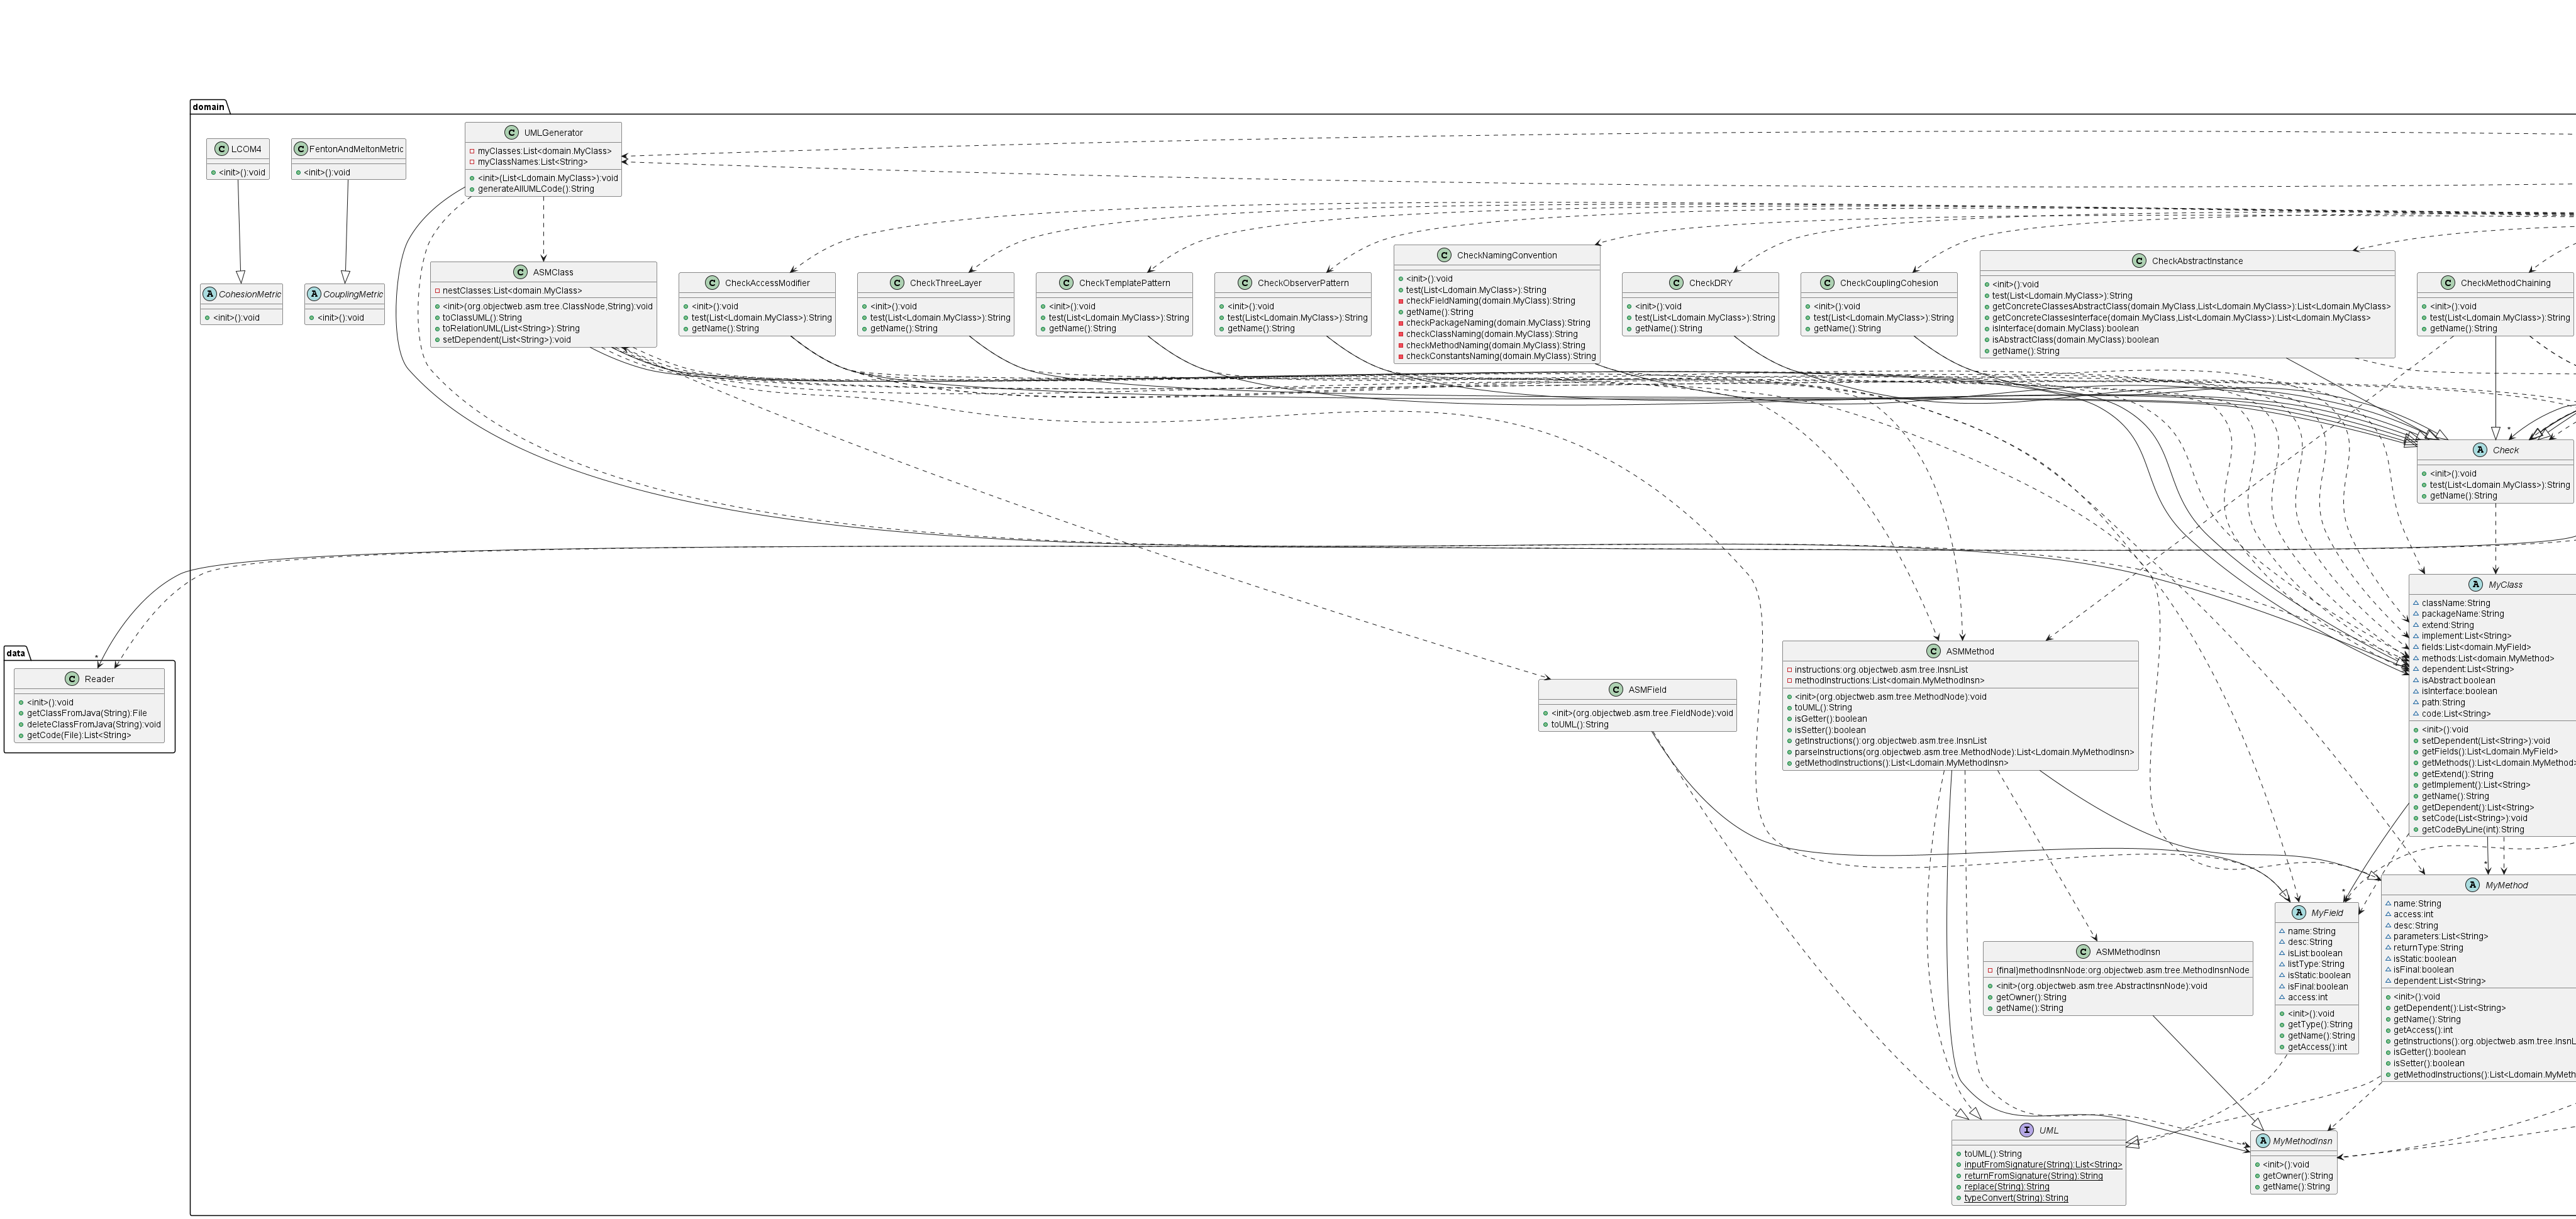 domain
LCOM4
<init>():void
FentonAndMeltonMetric
<init>():void
UMLGenerator
myClasses:List<domain.MyClass>
myClassNames:List<String>
<init>(List<Ldomain.MyClass>):void
generateAllUMLCode():String
CohesionMetric
<init>():void
CouplingMetric
<init>():void
ASMClass
nestClasses:List<domain.MyClass>
<init>(org.objectweb.asm.tree.ClassNode,String):void
toClassUML():String
toRelationUML(List<String>):String
setDependent(List<String>):void
CheckAccessModifier
<init>():void
test(List<Ldomain.MyClass>):String
getName():String
CheckThreeLayer
<init>():void
test(List<Ldomain.MyClass>):String
getName():String
CheckTemplatePattern
<init>():void
test(List<Ldomain.MyClass>):String
getName():String
CheckObserverPattern
<init>():void
test(List<Ldomain.MyClass>):String
getName():String
CheckNamingConvention
<init>():void
test(List<Ldomain.MyClass>):String
checkFieldNaming(domain.MyClass):String
getName():String
checkPackageNaming(domain.MyClass):String
checkClassNaming(domain.MyClass):String
checkMethodNaming(domain.MyClass):String
checkConstantsNaming(domain.MyClass):String
CheckDRY
<init>():void
test(List<Ldomain.MyClass>):String
getName():String
CheckCouplingCohesion
<init>():void
test(List<Ldomain.MyClass>):String
getName():String
CheckAbstractInstance
<init>():void
test(List<Ldomain.MyClass>):String
getConcreteClassesAbstractClass(domain.MyClass,List<Ldomain.MyClass>):List<Ldomain.MyClass>
getConcreteClassesInterface(domain.MyClass,List<Ldomain.MyClass>):List<Ldomain.MyClass>
isInterface(domain.MyClass):boolean
isAbstractClass(domain.MyClass):boolean
getName():String
CheckMethodChaining
<init>():void
test(List<Ldomain.MyClass>):String
getName():String
Check
<init>():void
test(List<Ldomain.MyClass>):String
getName():String
data
Reader
<init>():void
getClassFromJava(String):File
deleteClassFromJava(String):void
getCode(File):List<String>
ASMField
<init>(org.objectweb.asm.tree.FieldNode):void
toUML():String
ASMMethod
instructions:org.objectweb.asm.tree.InsnList
methodInstructions:List<domain.MyMethodInsn>
<init>(org.objectweb.asm.tree.MethodNode):void
toUML():String
isGetter():boolean
isSetter():boolean
getInstructions():org.objectweb.asm.tree.InsnList
parseInstructions(org.objectweb.asm.tree.MethodNode):List<Ldomain.MyMethodInsn>
getMethodInstructions():List<Ldomain.MyMethodInsn>
MyClass
className:String
packageName:String
extend:String
implement:List<String>
fields:List<domain.MyField>
methods:List<domain.MyMethod>
dependent:List<String>
isAbstract:boolean
isInterface:boolean
path:String
code:List<String>
<init>():void
setDependent(List<String>):void
getFields():List<Ldomain.MyField>
getMethods():List<Ldomain.MyMethod>
getExtend():String
getImplement():List<String>
getName():String
getDependent():List<String>
setCode(List<String>):void
getCodeByLine(int):String
ASMMethodInsn
{final}methodInsnNode:org.objectweb.asm.tree.MethodInsnNode
<init>(org.objectweb.asm.tree.AbstractInsnNode):void
getOwner():String
getName():String
MyField
name:String
desc:String
isList:boolean
listType:String
isStatic:boolean
isFinal:boolean
access:int
<init>():void
getType():String
getName():String
getAccess():int
MyMethod
name:String
access:int
desc:String
parameters:List<String>
returnType:String
isStatic:boolean
isFinal:boolean
dependent:List<String>
<init>():void
getDependent():List<String>
getName():String
getAccess():int
getInstructions():org.objectweb.asm.tree.InsnL
isGetter():boolean
isSetter():boolean
getMethodInstructions():List<Ldomain.MyMeth
UML
toUML():String
inputFromSignature(String):List<String>
returnFromSignature(String):String
replace(String):String
typeConvert(String):String
MyMethodInsn
<init>():void
getOwner():String
getName():String